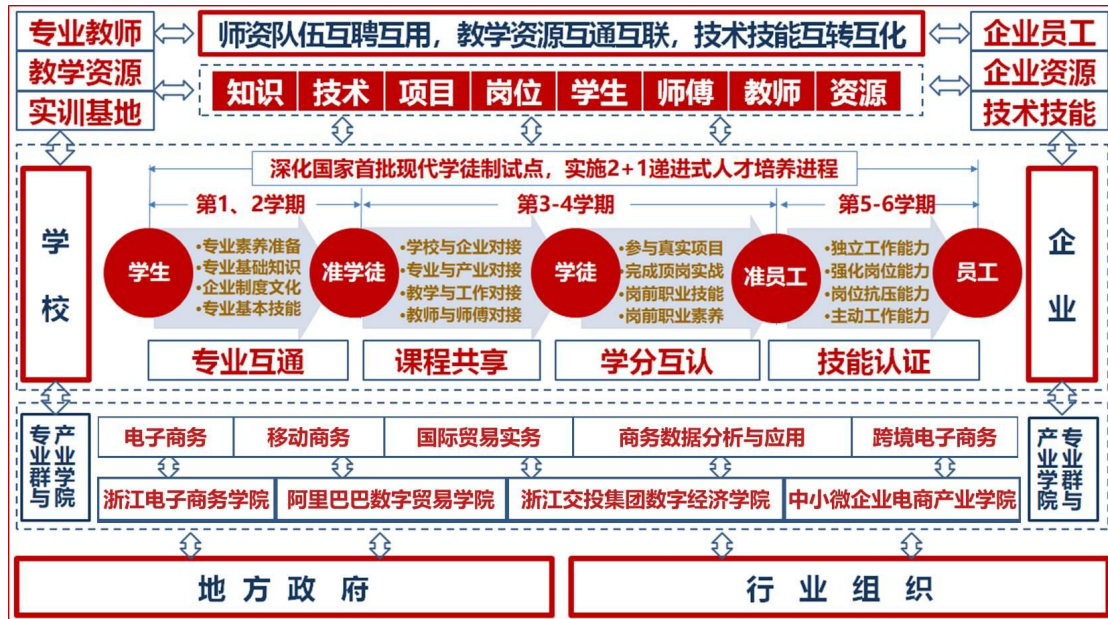 专业教师
教学资源
实训基地
师资队伍互聘互用，教学资源互通互联，技术技能互转互化
知识 技术 项目 岗位 学生 师傅 教师 资源
企业员工
企业资源
技术技能
深化国家首批现代学徒制试点，实施2+1递进式人才培养进程
第1、2学期
第3-4学期
第5-6学期
学校
学生
•专业素养准备
•专业基础知识
•企业制度文化
•专业基本技能
准学徒
•学校与企业对接
•专业与产业对接
•教学与工作对接
•教师与师傅对接
学徒
•参与真实项目
•完成顶岗实战
•岗前职业技能
•岗前职业素养
准员工
•独立工作能力
•强化岗位能力
•岗位抗压能力
•主动工作能力
员工
企业
专业互通
课程共享
学分互认
技能认证
产业学院
专业群与
电子商务
移动商务
国际贸易实务
商务数据分析与应用
跨境电子商务
浙江电子商务学院
阿里巴巴数字贸易学院
浙江交投集团数字经济学院
中小微企业电商产业学院
专业群与
产业学院
地方政府
行业组织